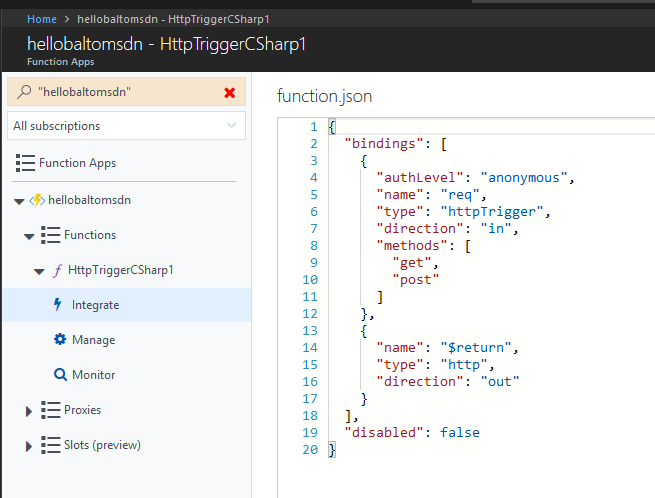 Home > hellobaltomsdn - HttpTriggerCSharp1
hellobaltomsdn - HttpTriggerCSharp1
Function Apps
"hellobaltomsdn"
All subscriptions
Function Apps
hellobaltomsdn
Functions
f HttpTriggerCSharp1
Integrate
Manage
Monitor
Proxies
Slots (preview)
function.json
1 {
2 "bindings": [
3 {
4 "authLevel": "anonymous",
5 "name": "req",
6 "type": "httpTrigger",
7 "direction": "in",
8 "methods": [
9 "get",
10 "post"
11 ]
12 },
13 {
14 "name": "$return",
15 "type": "http",
16 "direction": "out"
17 }
18 ],
19 "disabled": false
20 }